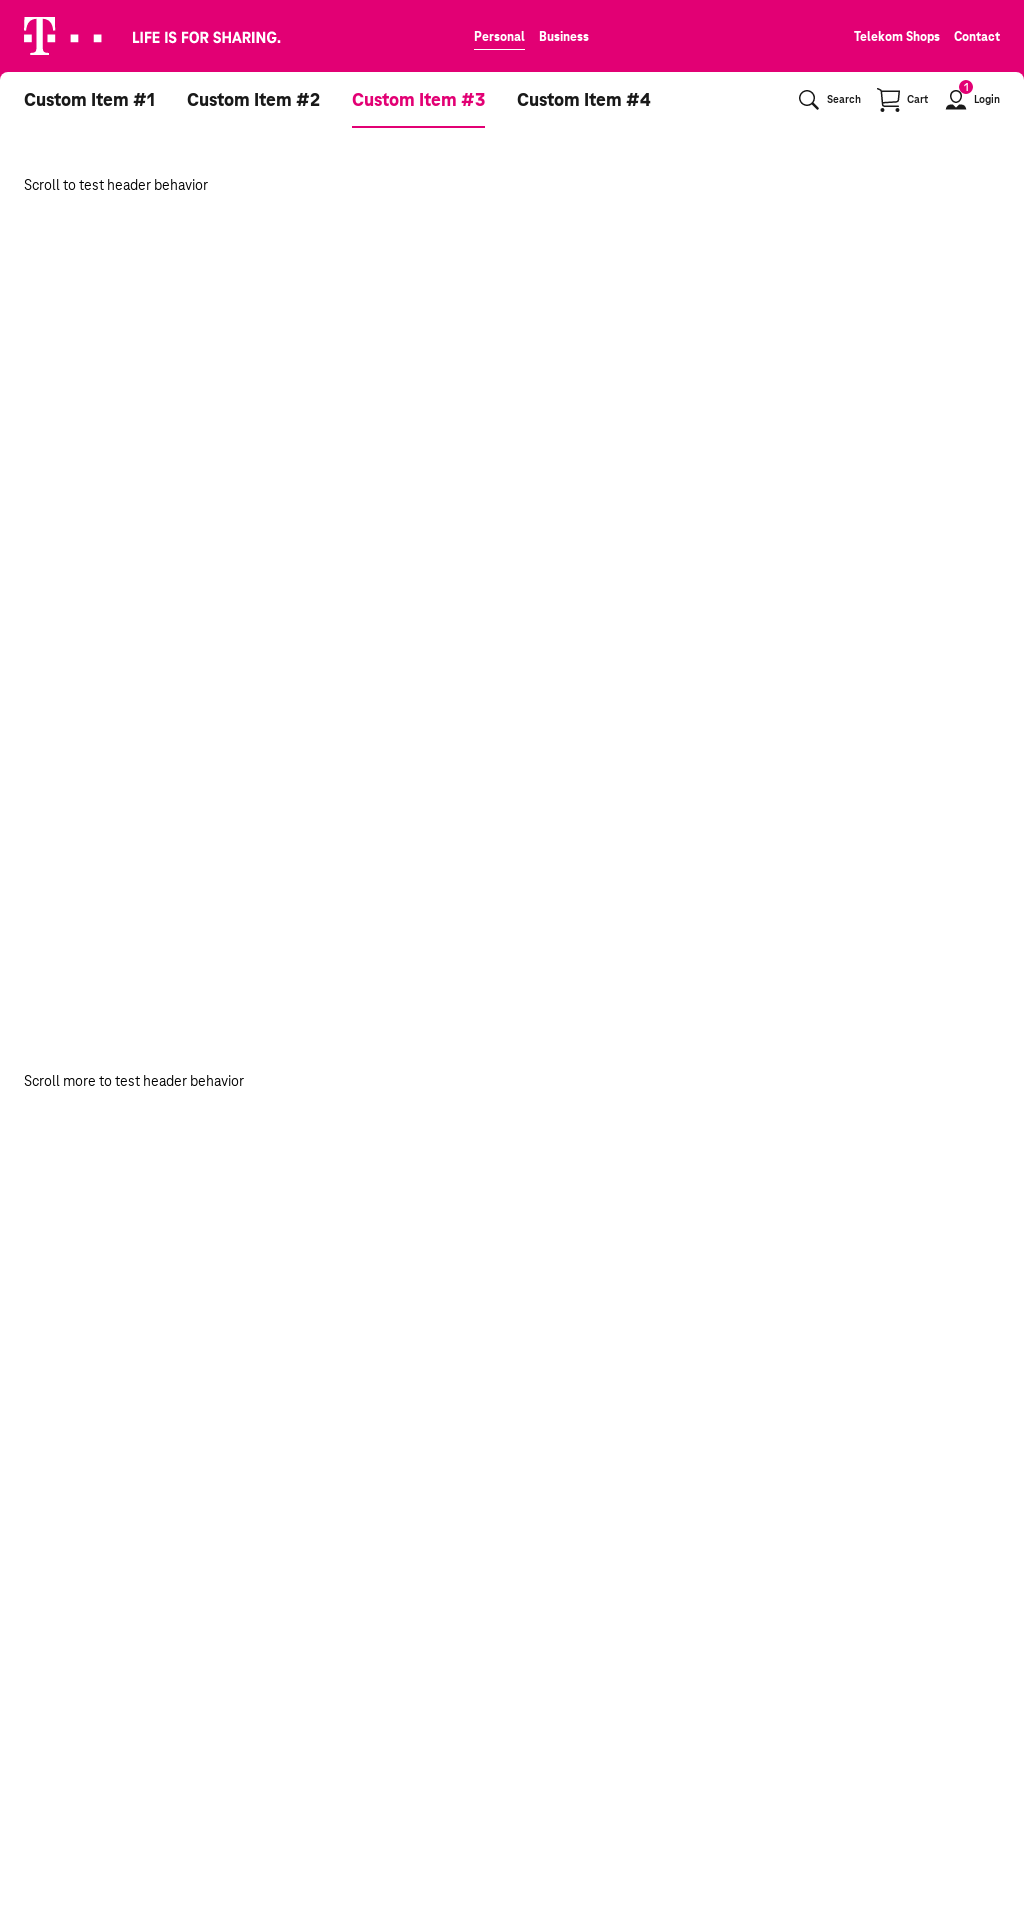 T
LIFE IS FOR SHARING.
Personal Business
Telekom Shops Contact
Custom Item #1 Custom Item #2 Custom Item #3 Custom Item #4
Search Cart 1 Login
Scroll to test header behavior
Scroll more to test header behavior